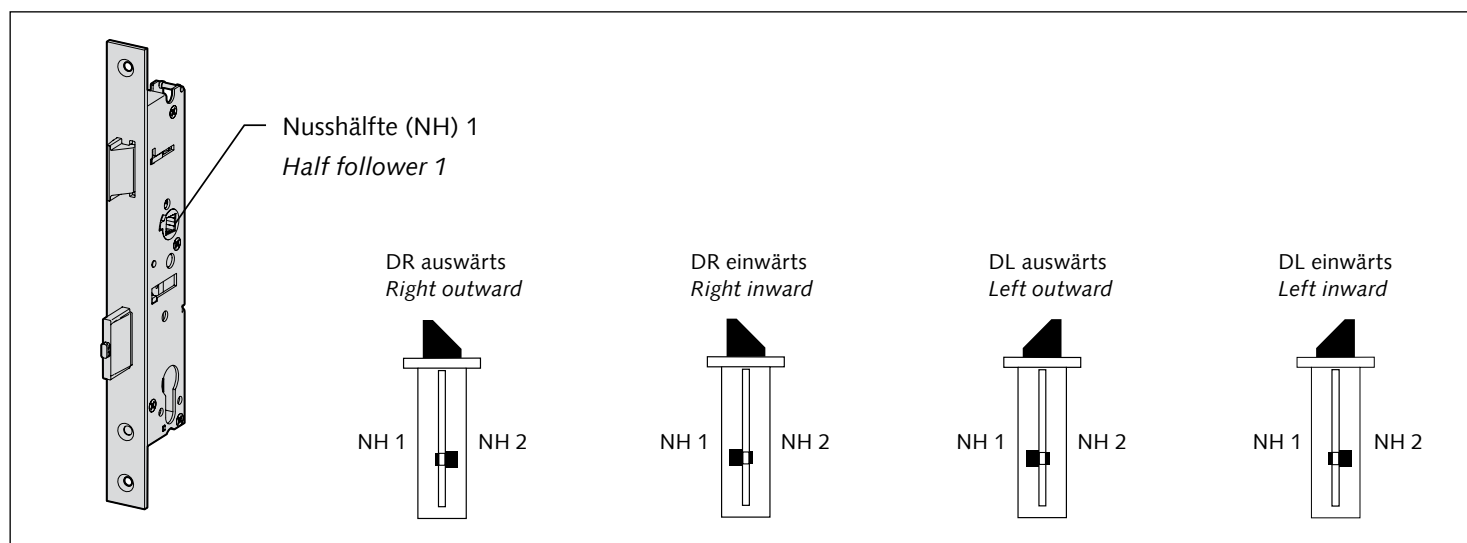 Nusshälfte (NH) 1
Half follower 1
DR auswärts
Right outward
NH 1
NH 2
DR einwärts
Right inward
NH 1
NH 2
DL auswärts
Left outward
NH 1
NH 2
DL einwärts
Left inward
NH 1
NH 2